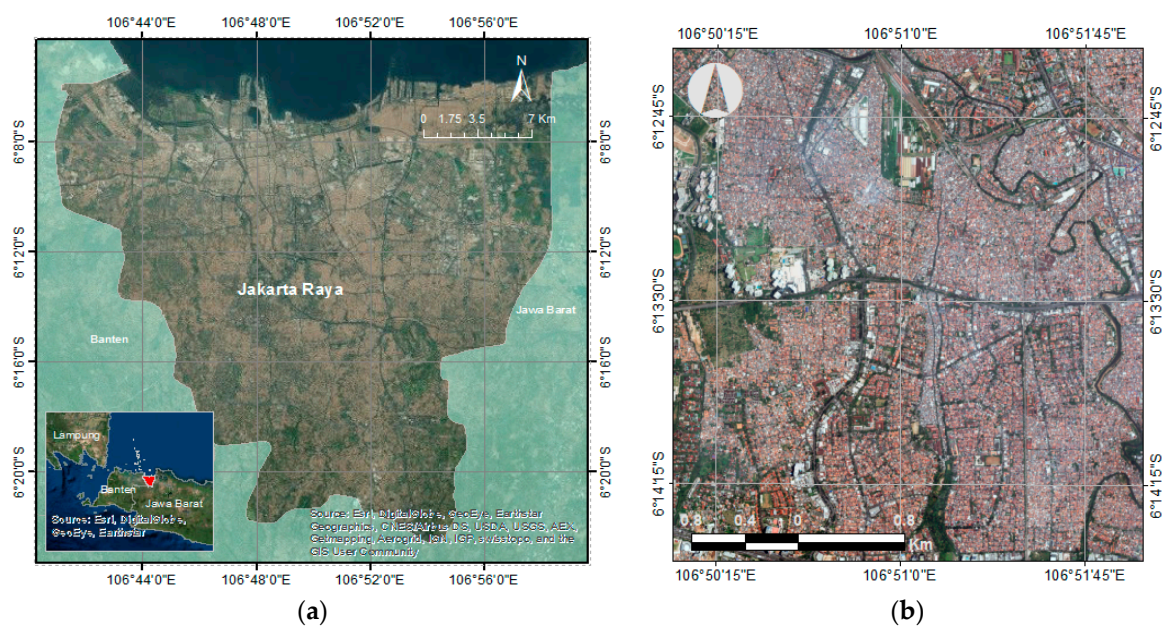 106°44'0"E 106°48'0"E 106°52'0"E 106°56'0"E
N
0 1.75 3.5 7 Km
6°8'0"S 6°8'0"S
6°12'0"S 6°12'0"S
Jakarta Raya
Jawa Barat
Banten
6°16'0"S 6°16'0"S
Lampung
6°20'0"S 6°20'0"S
Banten
Jawa Barat
Source: Esri, DigitalGlobe,
GeoEye, Earthstar
Source: Esri, DigitalGlobe, GeoEye, Earthstar
Geographics, CNES/Airbus DS, USDA, USGS, AEX,
Getmapping, Aerogrid, IGN, IGP, swisstopo, and the
GIS User Community
106°44'0"E 106°48'0"E 106°52'0"E 106°56'0"E
(a)
106°50'15"E 106°51'0"E 106°51'45"E
6°12'45"S 6°12'45"S
6°13'30"S 6°13'30"S
6°14'15"S 6°14'15"S
0.8 0.4 0 0.8
Km
106°50'15"E 106°51'0"E 106°51'45"E
(b)